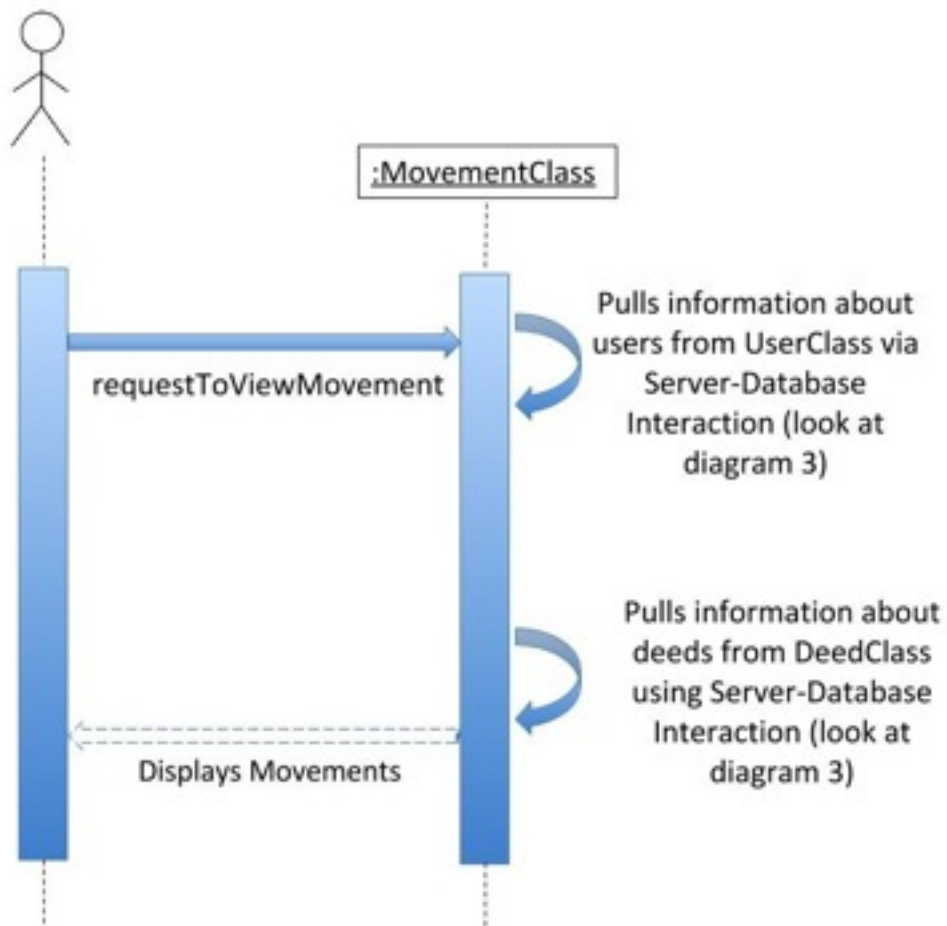 :MovementClass
requestToViewMovement
Pulls information about
users from UserClass via
Server-Database
Interaction (look at
diagram 3)
Pulls information about
deeds from DeedClass
using Server-Database
Interaction (look at
diagram 3)
Displays Movements